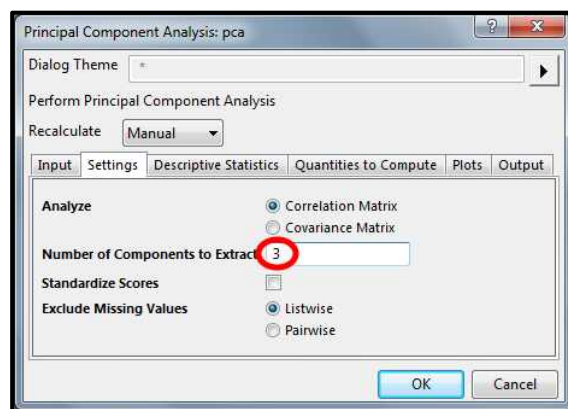 Principal Component Analysis: pca
Dialog Theme *
Perform Principal Component Analysis
Recalculate Manual
Input Settings Descriptive Statistics Quantities to Compute Plots Output
Analyze Correlation Matrix
Covariance Matrix
Number of Components to Extract 3
Standardize Scores
Exclude Missing Values Listwise
Pairwise
OK Cancel